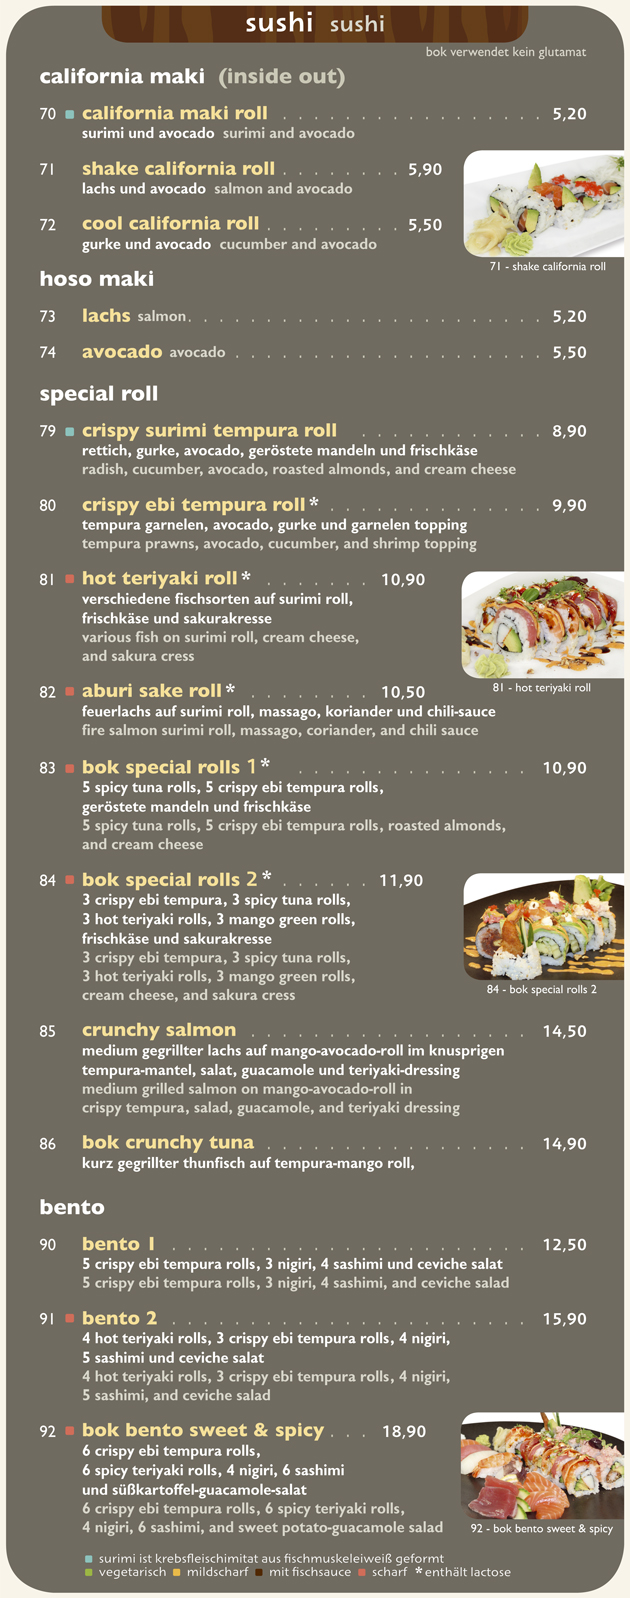 sushi sushi
bok verwendet kein glutamat
california maki (inside out)
70 california maki roll . . . . . . . . . . . . . . . . . 5,20
surimi und avocado surimi and avocado
71 shake california roll . . . . . . . . 5,90
lachs und avocado salmon and avocado
72 cool california roll . . . . . . . . . 5,50
gurke und avocado cucumber and avocado
71 - shake california roll
hoso maki
73 lachs salmon . . . . . . . . . . . . . . . . . . . . . . 5,20
74 avocado avocado . . . . . . . . . . . . . . . . . . . 5,50
special roll
79 crispy surimi tempura roll . . . . . . . . . . . . 8,90
rettich, gurke, avocado, geröstete mandeln und frischkäse
radish, cucumber, avocado, roasted almonds, and cream cheese
80 crispy ebi tempura roll * . . . . . . . . . . . . . . 9,90
tempura garnelen, avocado, gurke und garnelen topping
tempura prawns, avocado, cucumber, and shrimp topping
81 hot teriyaki roll * . . . . . . . 10,90
verschiedene fischsorten auf surimi roll,
frischkäse und sakurakresse
various fish on surimi roll, cream cheese,
and sakura cress
81 - hot teriyaki roll
82 aburi sake roll * . . . . . . . . 10,50
feuerlachs auf surimi roll, massago, koriander und chili-sauce
fire salmon surimi roll, massago, coriander, and chili sauce
83 bok special rolls 1* . . . . . . . . . . . . . . . 10,90
5 spicy tuna rolls, 5 crispy ebi tempura rolls,
geröstete mandeln und frischkäse
5 spicy tuna rolls, 5 crispy ebi tempura rolls, roasted almonds,
and cream cheese
84 bok special rolls 2 * . . . . . . 11,90
3 crispy ebi tempura, 3 spicy tuna rolls,
3 hot teriyaki rolls, 3 mango green rolls,
frischkäse und sakurakresse
3 crispy ebi tempura, 3 spicy tuna rolls,
3 hot teriyaki rolls, 3 mango green rolls,
cream cheese, and sakura cress
84 - bok special rolls 2
85 crunchy salmon . . . . . . . . . . . . . . . . . . 14,50
medium gegrillter lachs auf mango-avocado-roll im knusprigen
tempura-mantel, salat, guacamole und teriyaki-dressing
medium grilled salmon on mango-avocado-roll in
crispy tempura, salad, guacamole, and teriyaki dressing
86 bok crunchy tuna . . . . . . . . . . . . . . . . . 14,90
kurz gegrillter thunfisch auf tempura-mango roll,
bento
90 bento 1 . . . . . . . . . . . . . . . . . . . . . . . 12,50
5 crispy ebi tempura rolls, 3 nigiri, 4 sashimi und ceviche salat
5 crispy ebi tempura rolls, 3 nigiri, 4 sashimi, and ceviche salad
91 bento 2 . . . . . . . . . . . . . . . . . . . . . . . 15,90
4 hot teriyaki rolls, 3 crispy ebi tempura rolls, 4 nigiri,
5 sashimi und ceviche salat
4 hot teriyaki rolls, 3 crispy ebi tempura rolls, 4 nigiri,
5 sashimi, and ceviche salad
92 bok bento sweet & spicy . . . 18,90
6 crispy ebi tempura rolls,
6 spicy teriyaki rolls, 4 nigiri, 6 sashimi
und süßkartoffel-guacamole-salat
6 crispy ebi tempura rolls, 6 spicy teriyaki rolls,
4 nigiri, 6 sashimi, and sweet potato-guacamole salad
92 - bok bento sweet & spicy
surimi ist krebsfleischimitat aus fischmuskeleiweiß geformt
vegetarisch mildscharf mit fischsauce scharf * enthält lactose